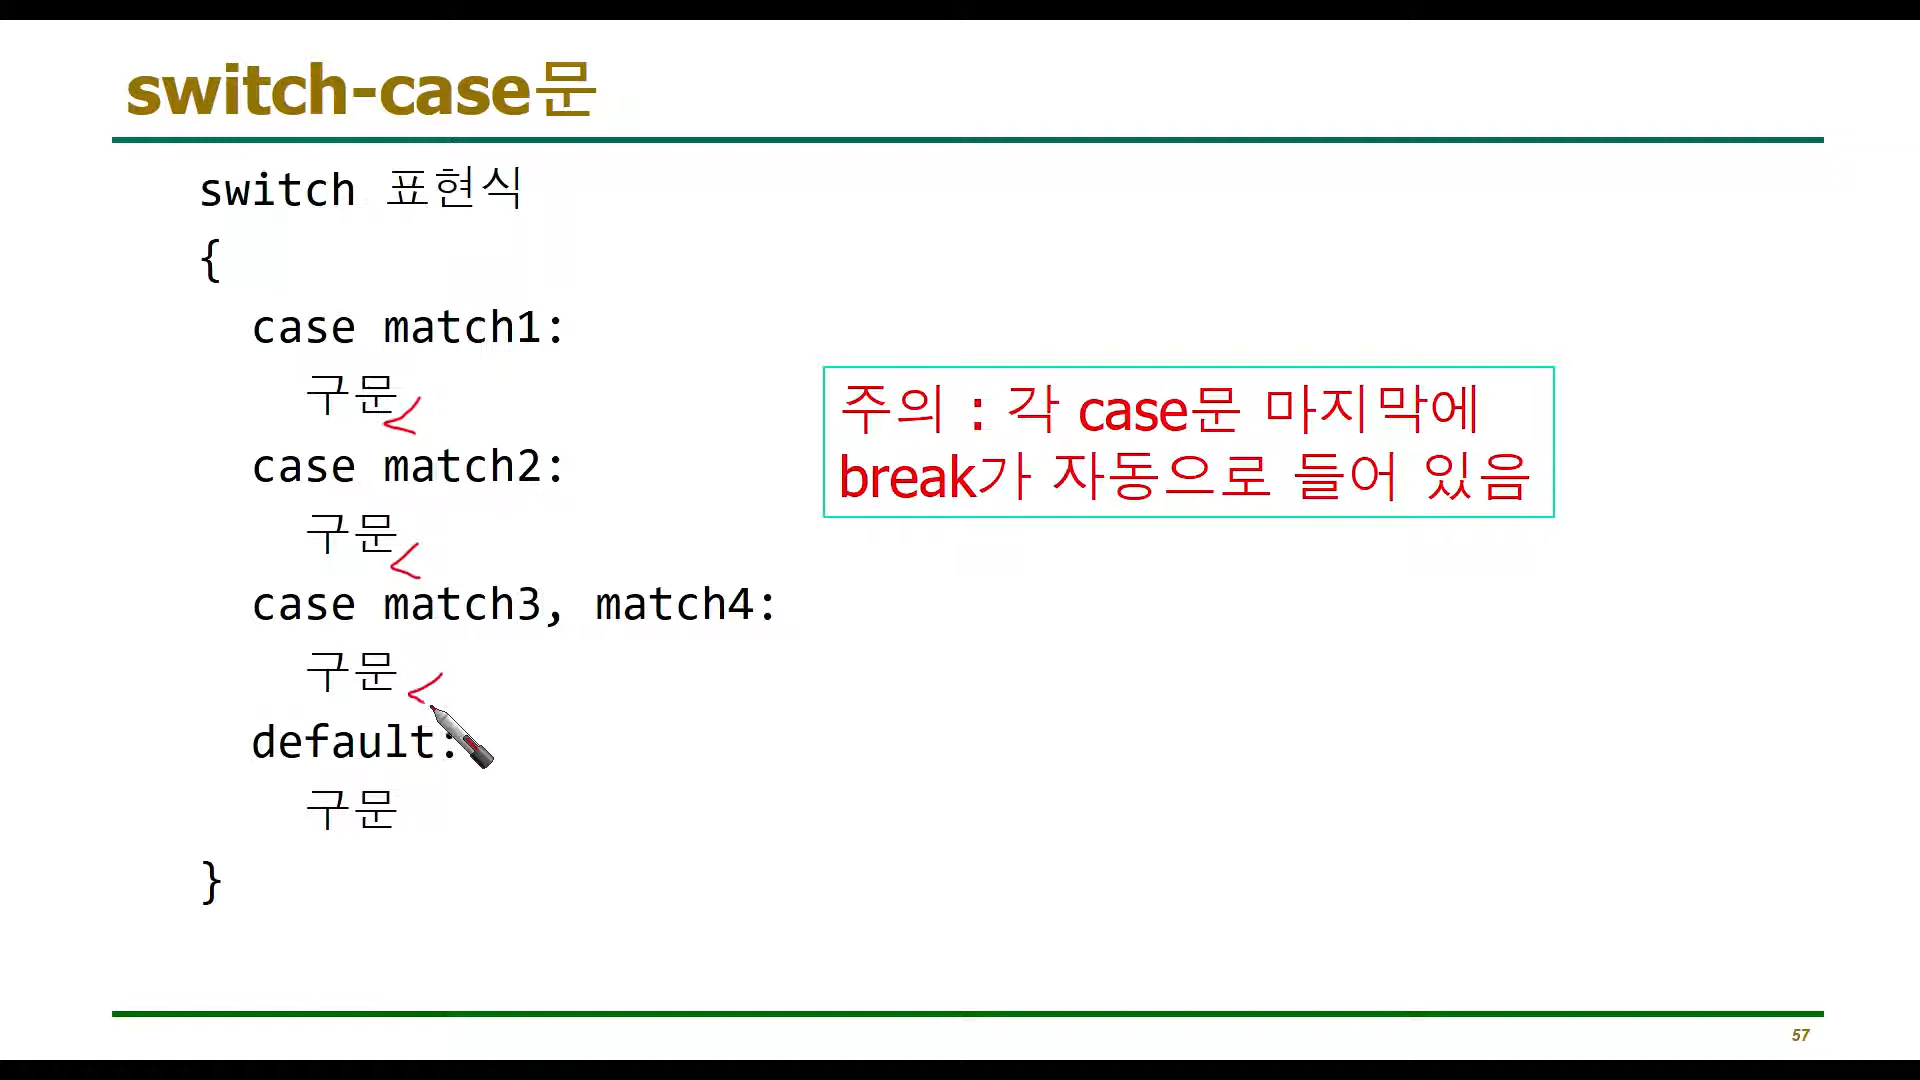 switch-case문
switch 표현식
{
case match1:
구문
case match2:
구문
case match3, match4:
구문
default:
구문
}
주의 : 각 case문 마지막에
break가 자동으로 들어 있음
57